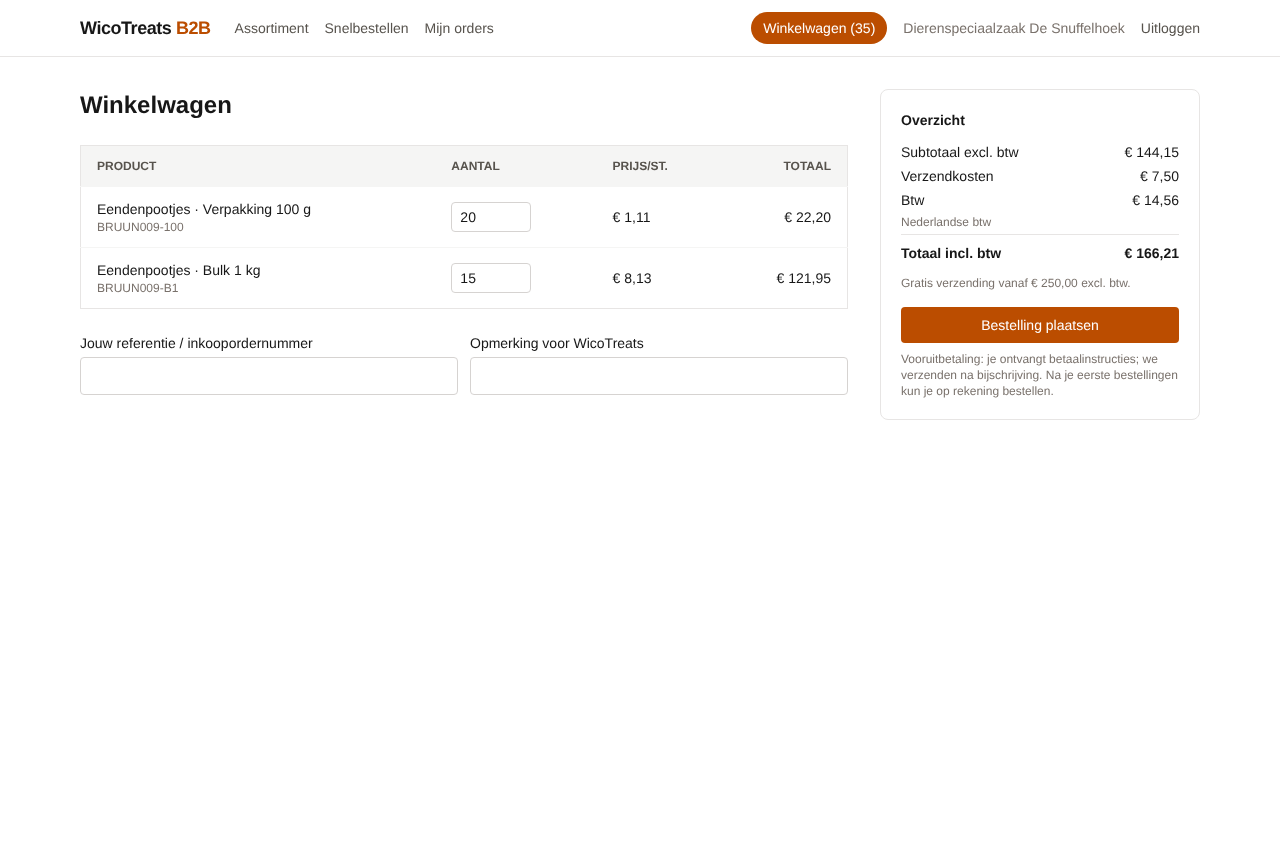 WicoTreats B2B Assortiment Snelbestellen Mijn orders Winkelwagen (35) Dierenspeciaalzaak De Snuffelhoek Uitloggen
Winkelwagen
PRODUCT AANTAL PRIJS/ST. TOTAAL
Eendenpootjes · Verpakking 100 g
BRUUN009-100
20 € 1,11 € 22,20
Eendenpootjes · Bulk 1 kg
BRUUN009-B1
15 € 8,13 € 121,95
Jouw referentie / inkoopordernummer
Opmerking voor WicoTreats
Overzicht
Subtotaal excl. btw € 144,15
Verzendkosten € 7,50
Btw € 14,56
Nederlandse btw
Totaal incl. btw € 166,21
Gratis verzending vanaf € 250,00 excl. btw.
Bestelling plaatsen
Vooruitbetaling: je ontvangt betaalinstructies; we
verzenden na bijschrijving. Na je eerste bestellingen
kun je op rekening bestellen.